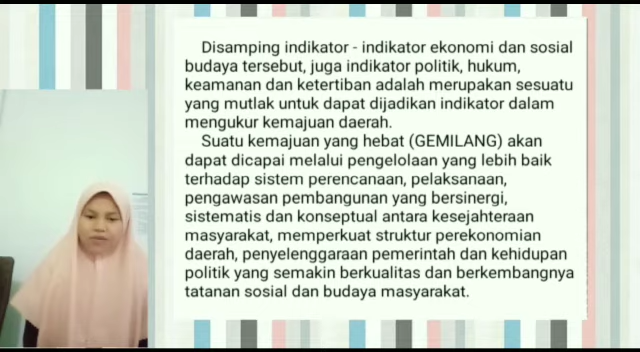 Disamping indikator - indikator ekonomi dan sosial
budaya tersebut, juga indikator politik, hukum,
keamanan dan ketertiban adalah merupakan sesuatu
yang mutlak untuk dapat dijadikan indikator dalam
mengukur kemajuan daerah.
Suatu kemajuan yang hebat (GEMILANG) akan
dapat dicapai melalui pengelolaan yang lebih baik
terhadap sistem perencanaan, pelaksanaan,
pengawasan pembangunan yang bersinergi,
sistematis dan konseptual antara kesejahteraan
masyarakat, memperkuat struktur perekonomian
daerah, penyelenggaraan pemerintah dan kehidupan
politik yang semakin berkualitas dan berkembangnya
tatanan sosial dan budaya masyarakat.